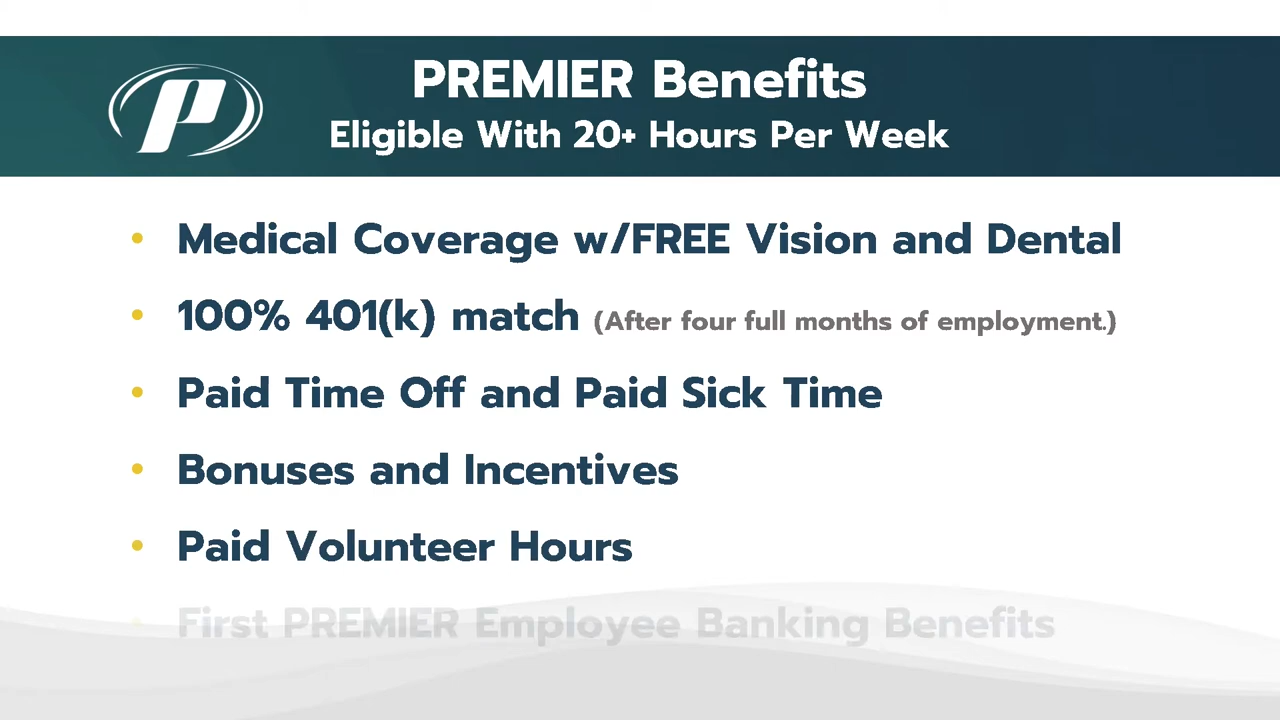 PREMIER Benefits
Eligible With 20+ Hours Per Week
• Medical Coverage w/FREE Vision and Dental
• 100% 401(k) match (After four full months of employment.)
• Paid Time Off and Paid Sick Time
• Bonuses and Incentives
• Paid Volunteer Hours
• First PREMIER Employee Banking Benefits